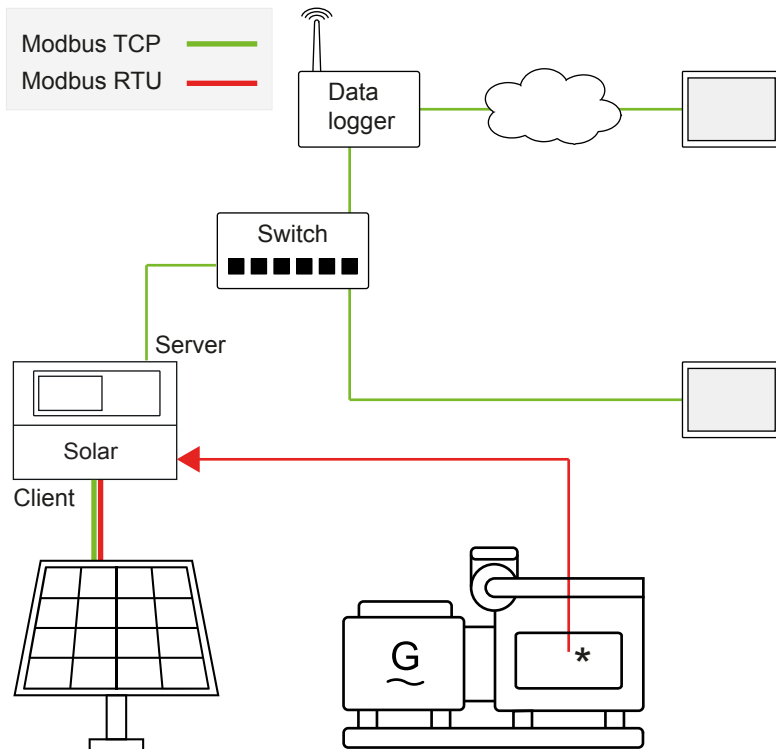 Modbus TCP
Modbus RTU
Data
logger
Switch
Server
Solar
Client
G
*